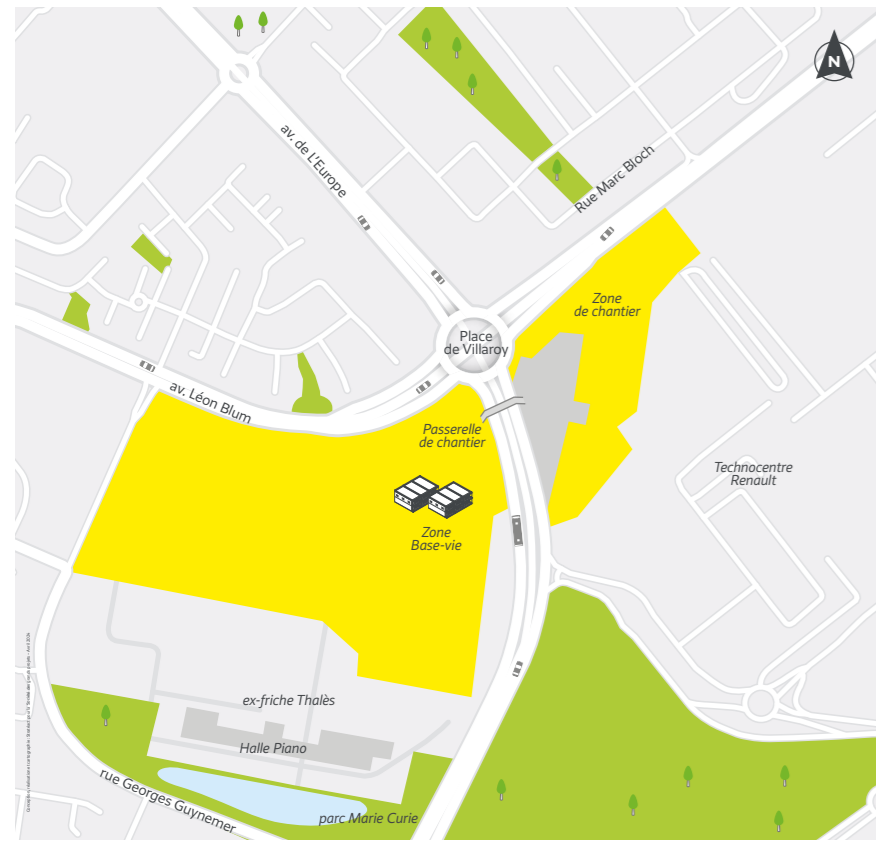 N
av. de L'Europe
Rue Marc Bloch
Zone
de chantier
Place
de Villaroy
av. Léon Blum
Passerelle
de chantier
Technocentre
Renault
Zone
Base-vie
ex-friche Thalès
Halle Piano
rue Georges Guynemer
parc Marie Curie